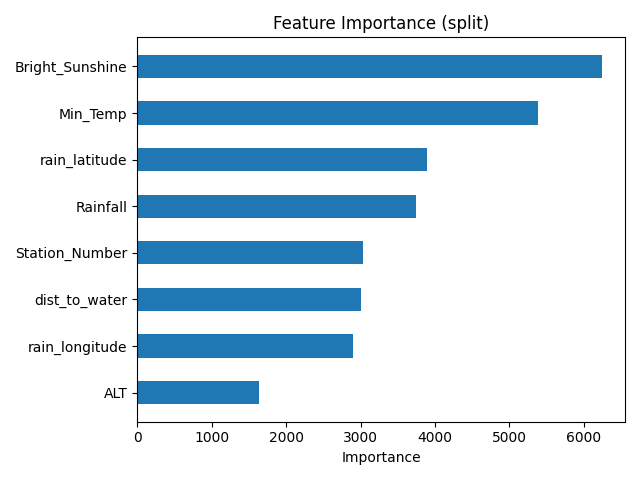 Feature Importance (split)
Bright_Sunshine
Min_Temp
rain_latitude
Rainfall
Station_Number
dist_to_water
rain_longitude
ALT
0 1000 2000 3000 4000 5000 6000
Importance